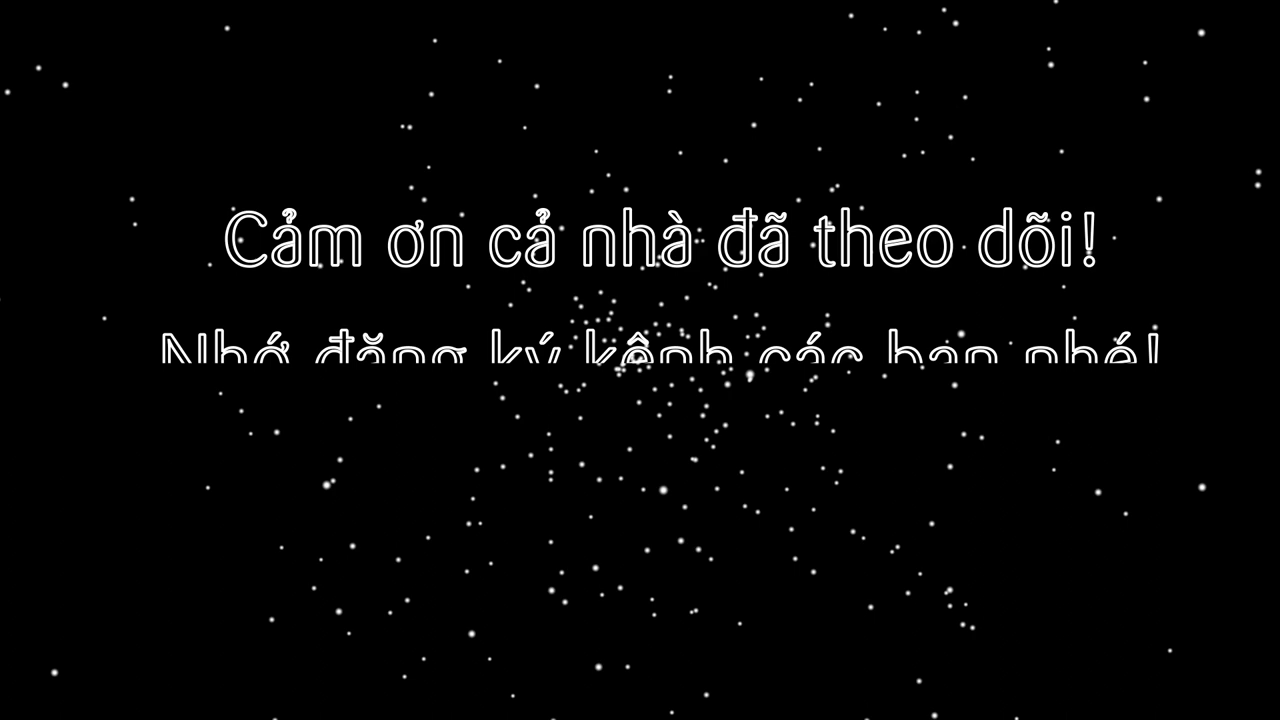 Cảm ơn cả nhà đã theo dõi!
Nhớ đăng ký kênh các bạn nhé!